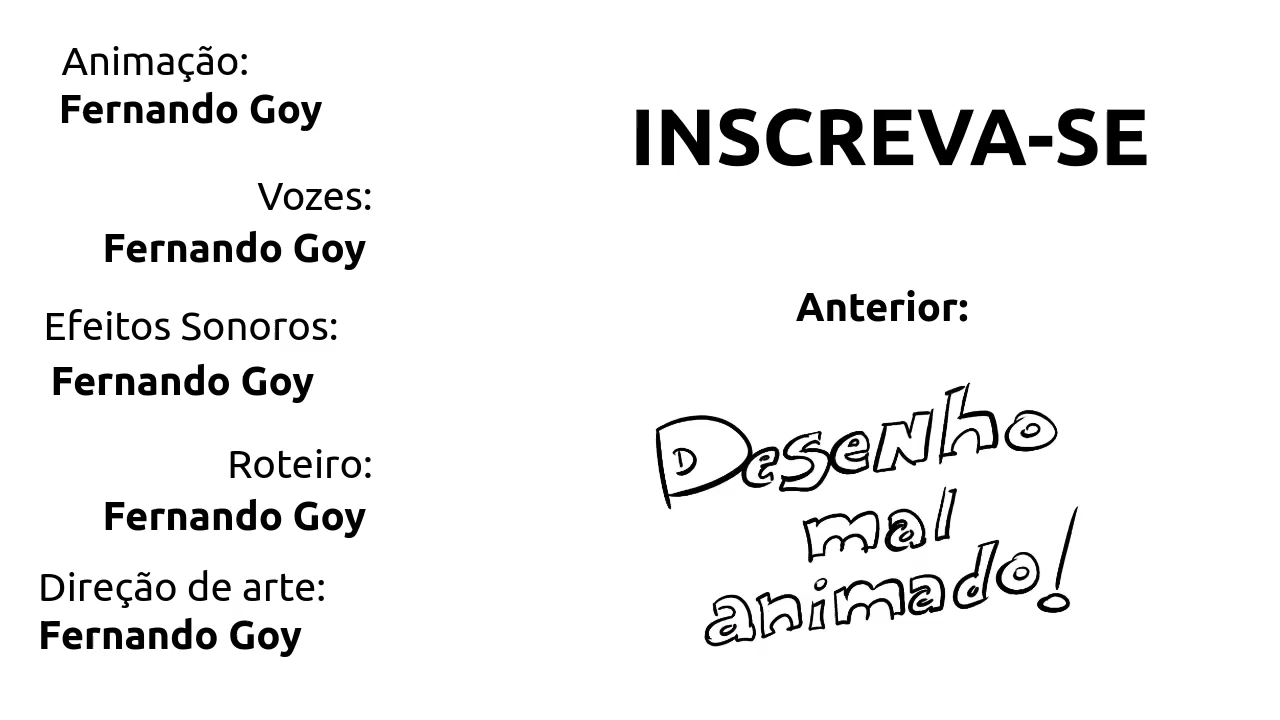 Animação:
Fernando Goy
Vozes:
Fernando Goy
Efeitos Sonoros:
Fernando Goy
Roteiro:
Fernando Goy
Direção de arte:
Fernando Goy
INSCREVA-SE
Anterior:
Desenho
mal
animado!